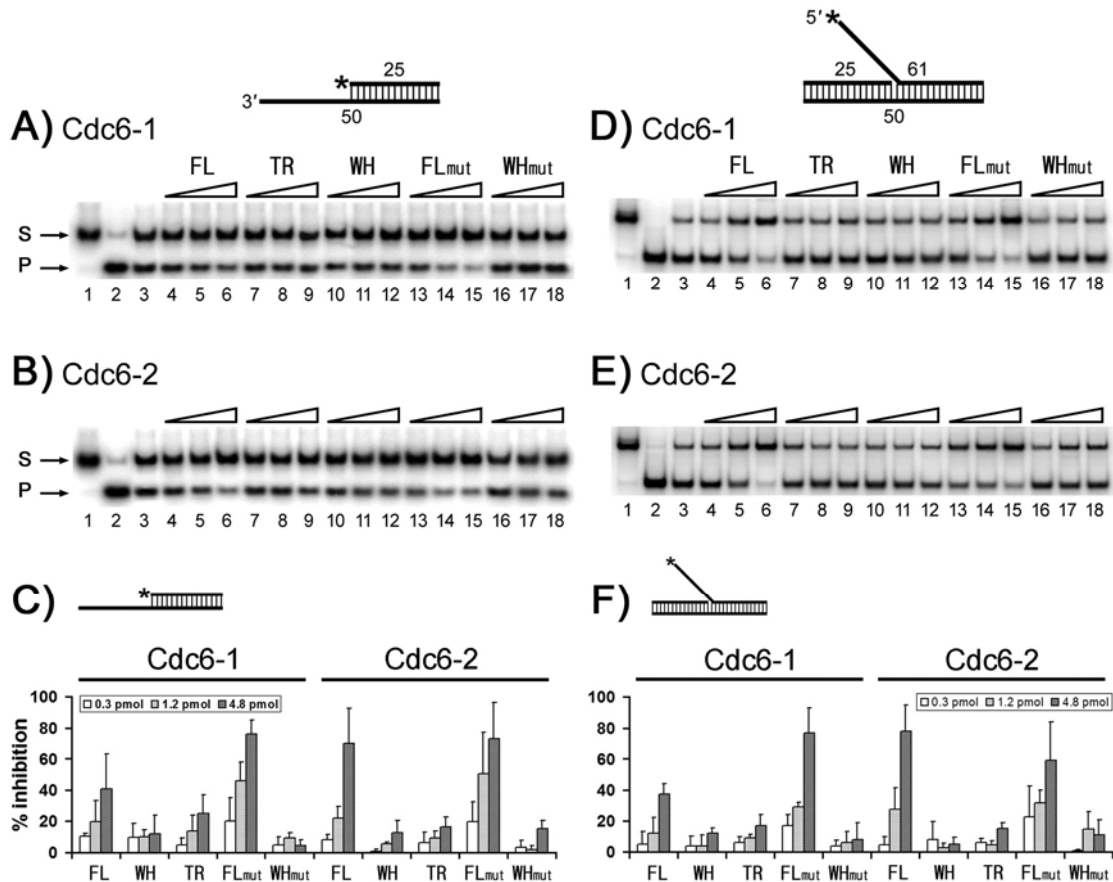 * 25
3′
50
5′ *
25 61
50
A) Cdc6-1
FL TR WH FLmut WHmut
S →
P →
1 2 3 4 5 6 7 8 9 10 11 12 13 14 15 16 17 18
B) Cdc6-2
S →
P →
1 2 3 4 5 6 7 8 9 10 11 12 13 14 15 16 17 18
C)
*
Cdc6-1 Cdc6-2
0.3 pmol 1.2 pmol 4.8 pmol
% inhibition
100
80
60
40
20
0
FL WH TR FLmut WHmut FL WH TR FLmut WHmut
D) Cdc6-1
FL TR WH FLmut WHmut
1 2 3 4 5 6 7 8 9 10 11 12 13 14 15 16 17 18
E) Cdc6-2
1 2 3 4 5 6 7 8 9 10 11 12 13 14 15 16 17 18
F)
*
Cdc6-1 Cdc6-2
0.3 pmol 1.2 pmol 4.8 pmol
100
80
60
40
20
0
FL WH TR FLmut WHmut FL WH TR FLmut WHmut